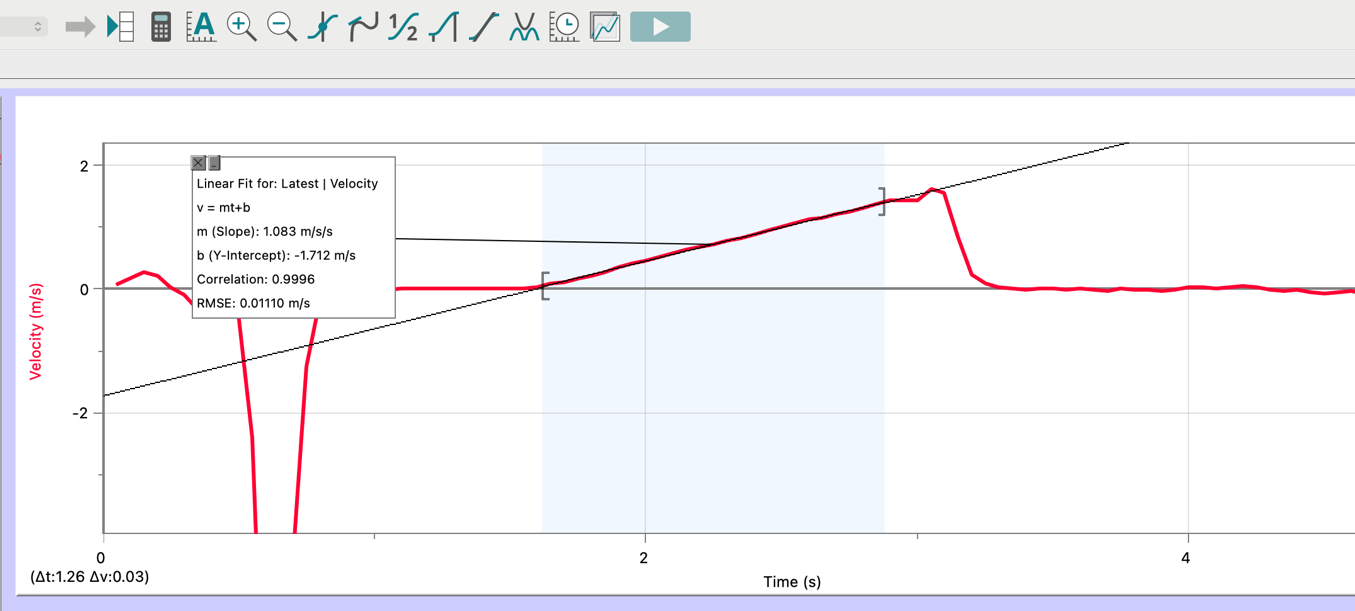 A
1/2
2
Linear Fit for: Latest | Velocity
v = mt+b
m (Slope): 1.083 m/s/s
b (Y-Intercept): -1.712 m/s
Correlation: 0.9996
RMSE: 0.01110 m/s
0
Velocity (m/s)
-2
0
2
4
(Δt:1.26 Δv:0.03)
Time (s)